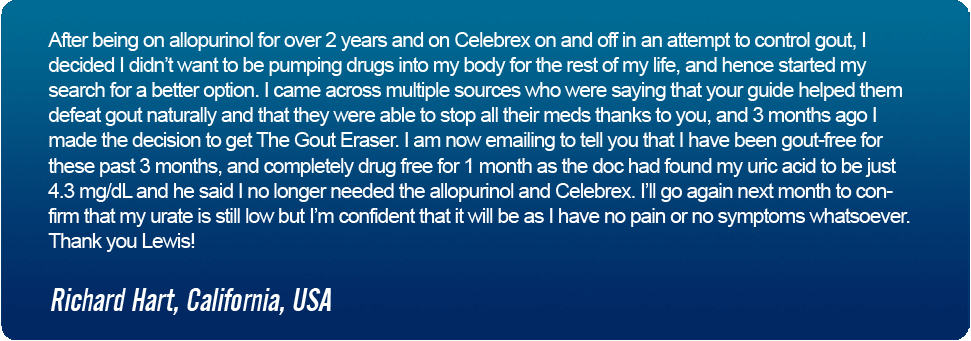 After being on allopurinol for over 2 years and on Celebrex on and off in an attempt to control gout, I
decided I didn’t want to be pumping drugs into my body for the rest of my life, and hence started my
search for a better option. I came across multiple sources who were saying that your guide helped them
defeat gout naturally and that they were able to stop all their meds thanks to you, and 3 months ago I
made the decision to get The Gout Eraser. I am now emailing to tell you that I have been gout-free for
these past 3 months, and completely drug free for 1 month as the doc had found my uric acid to be just
4.3 mg/dL and he said I no longer needed the allopurinol and Celebrex. I’ll go again next month to con-
firm that my urate is still low but I’m confident that it will be as I have no pain or no symptoms whatsoever.
Thank you Lewis!
Richard Hart, California, USA